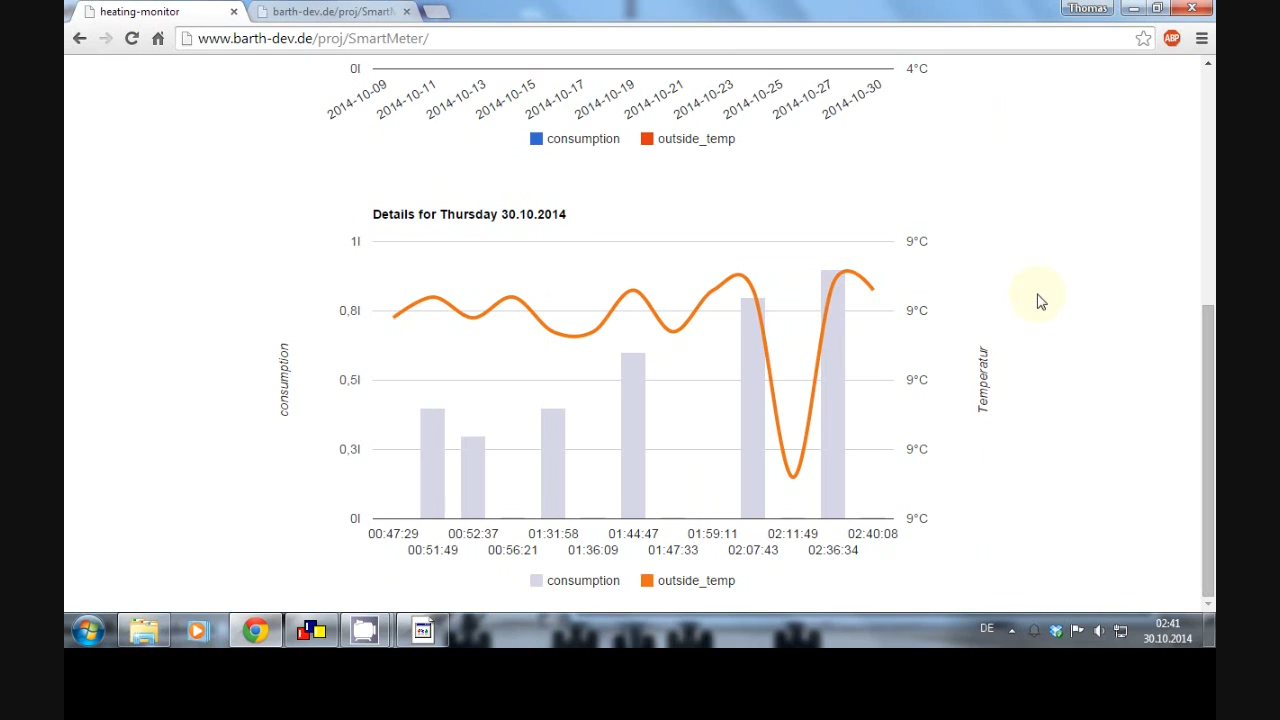 heating-monitor
barth-dev.de/proj/SmartM
Thomas
www.barth-dev.de/proj/SmartMeter/
ABP
0l
4°C
2014-10-09 2014-10-11 2014-10-13 2014-10-15 2014-10-17 2014-10-19 2014-10-21 2014-10-23 2014-10-25 2014-10-27 2014-10-30
consumption outside_temp
Details for Thursday 30.10.2014
1l 9°C
0.8l 9°C
0,5l 9°C
0,3l 9°C
0l 9°C
consumption
Temperatur
00:47:29 00:52:37 01:31:58 01:44:47 01:59:11 02:11:49 02:40:08
00:51:49 00:56:21 01:36:09 01:47:33 02:07:43 02:36:34
consumption outside_temp
DE
02:41
30.10.2014